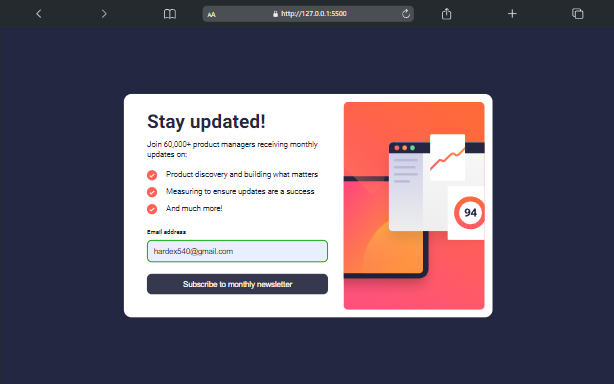 AA
http://127.0.0.1:5500
Stay updated!
Join 60,000+ product managers receiving monthly
updates on:
Product discovery and building what matters
Measuring to ensure updates are a success
And much more!
Email address
hardex540@gmail.com
Subscribe to monthly newsletter
94